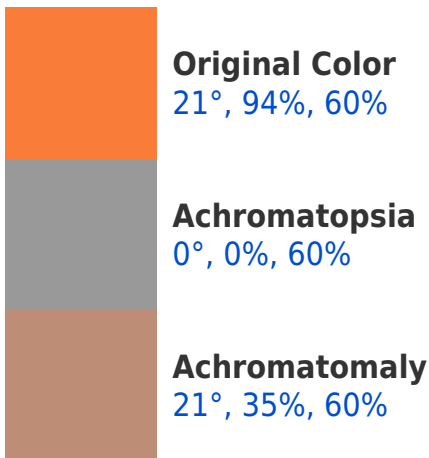 Original Color
21°, 94%, 60%
Achromatopsia
0°, 0%, 60%
Achromatomaly
21°, 35%, 60%